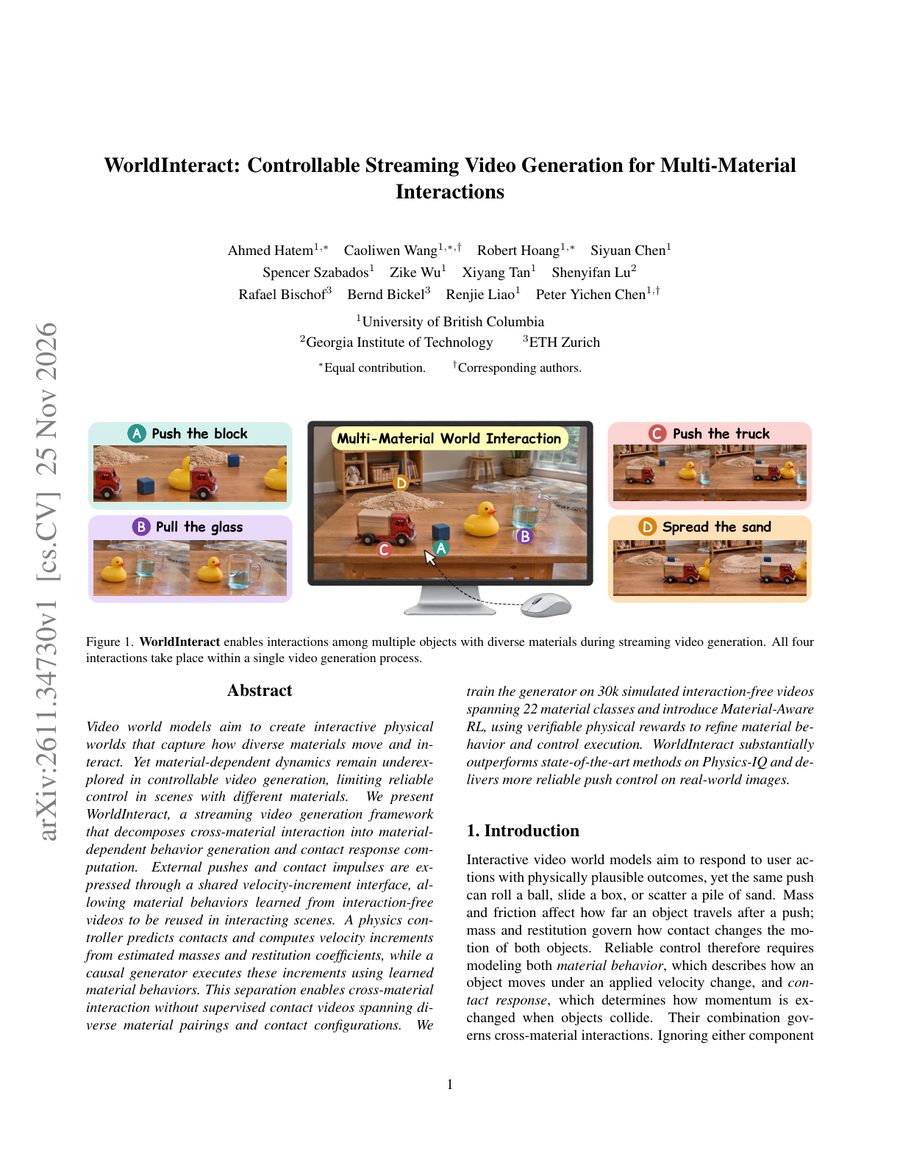 WorldInteract: Controllable Streaming Video Generation for Multi-Material
Interactions
Ahmed Hatem1,∗ Caoliwen Wang1,∗,† Robert Hoang1,∗ Siyuan Chen1
Spencer Szabados1 Zike Wu1 Xiyang Tan1 Shenyifan Lu2
Rafael Bischof3 Bernd Bickel3 Renjie Liao1 Peter Yichen Chen1,†
1University of British Columbia
2Georgia Institute of Technology 3ETH Zurich
∗Equal contribution. †Corresponding authors.
arXiv:2611.34730v1 [cs.CV] 25 Nov 2026
A Push the block
B Pull the glass
Multi-Material World Interaction
D
C
A
B
C Push the truck
D Spread the sand
Figure 1. WorldInteract enables interactions among multiple objects with diverse materials during streaming video generation. All four
interactions take place within a single video generation process.
Abstract
Video world models aim to create interactive physical
worlds that capture how diverse materials move and in-
teract. Yet material-dependent dynamics remain underex-
plored in controllable video generation, limiting reliable
control in scenes with different materials. We present
WorldInteract, a streaming video generation framework
that decomposes cross-material interaction into material-
dependent behavior generation and contact response com-
putation. External pushes and contact impulses are ex-
pressed through a shared velocity-increment interface, al-
lowing material behaviors learned from interaction-free
videos to be reused in interacting scenes. A physics con-
troller predicts contacts and computes velocity increments
from estimated masses and restitution coefficients, while a
causal generator executes these increments using learned
material behaviors. This separation enables cross-material
interaction without supervised contact videos spanning di-
verse material pairings and contact configurations. We
train the generator on 30k simulated interaction-free videos
spanning 22 material classes and introduce Material-Aware
RL, using verifiable physical rewards to refine material be-
havior and control execution. WorldInteract substantially
outperforms state-of-the-art methods on Physics-IQ and de-
livers more reliable push control on real-world images.
1. Introduction
Interactive video world models aim to respond to user ac-
tions with physically plausible outcomes, yet the same push
can roll a ball, slide a box, or scatter a pile of sand. Mass
and friction affect how far an object travels after a push;
mass and restitution govern how contact changes the mo-
tion of both objects. Reliable control therefore requires
modeling both material behavior, which describes how an
object moves under an applied velocity change, and con-
tact response, which determines how momentum is ex-
changed when objects collide. Their combination gov-
erns cross-material interactions. Ignoring either component
1